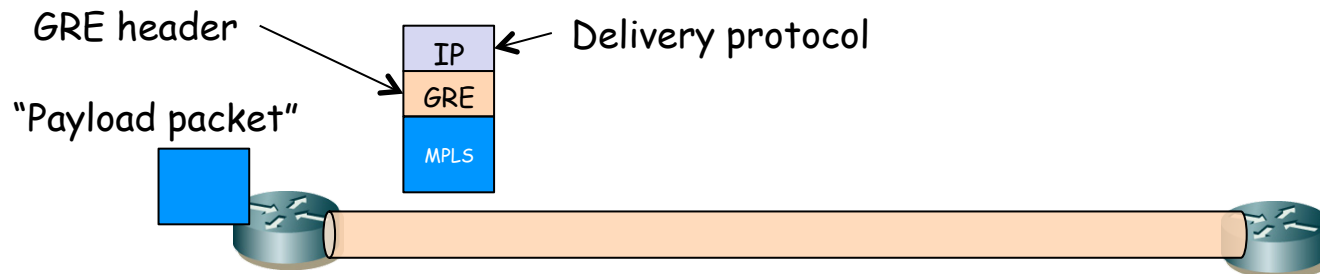 GRE header
IP
Delivery protocol
GRE
“Payload packet”
MPLS